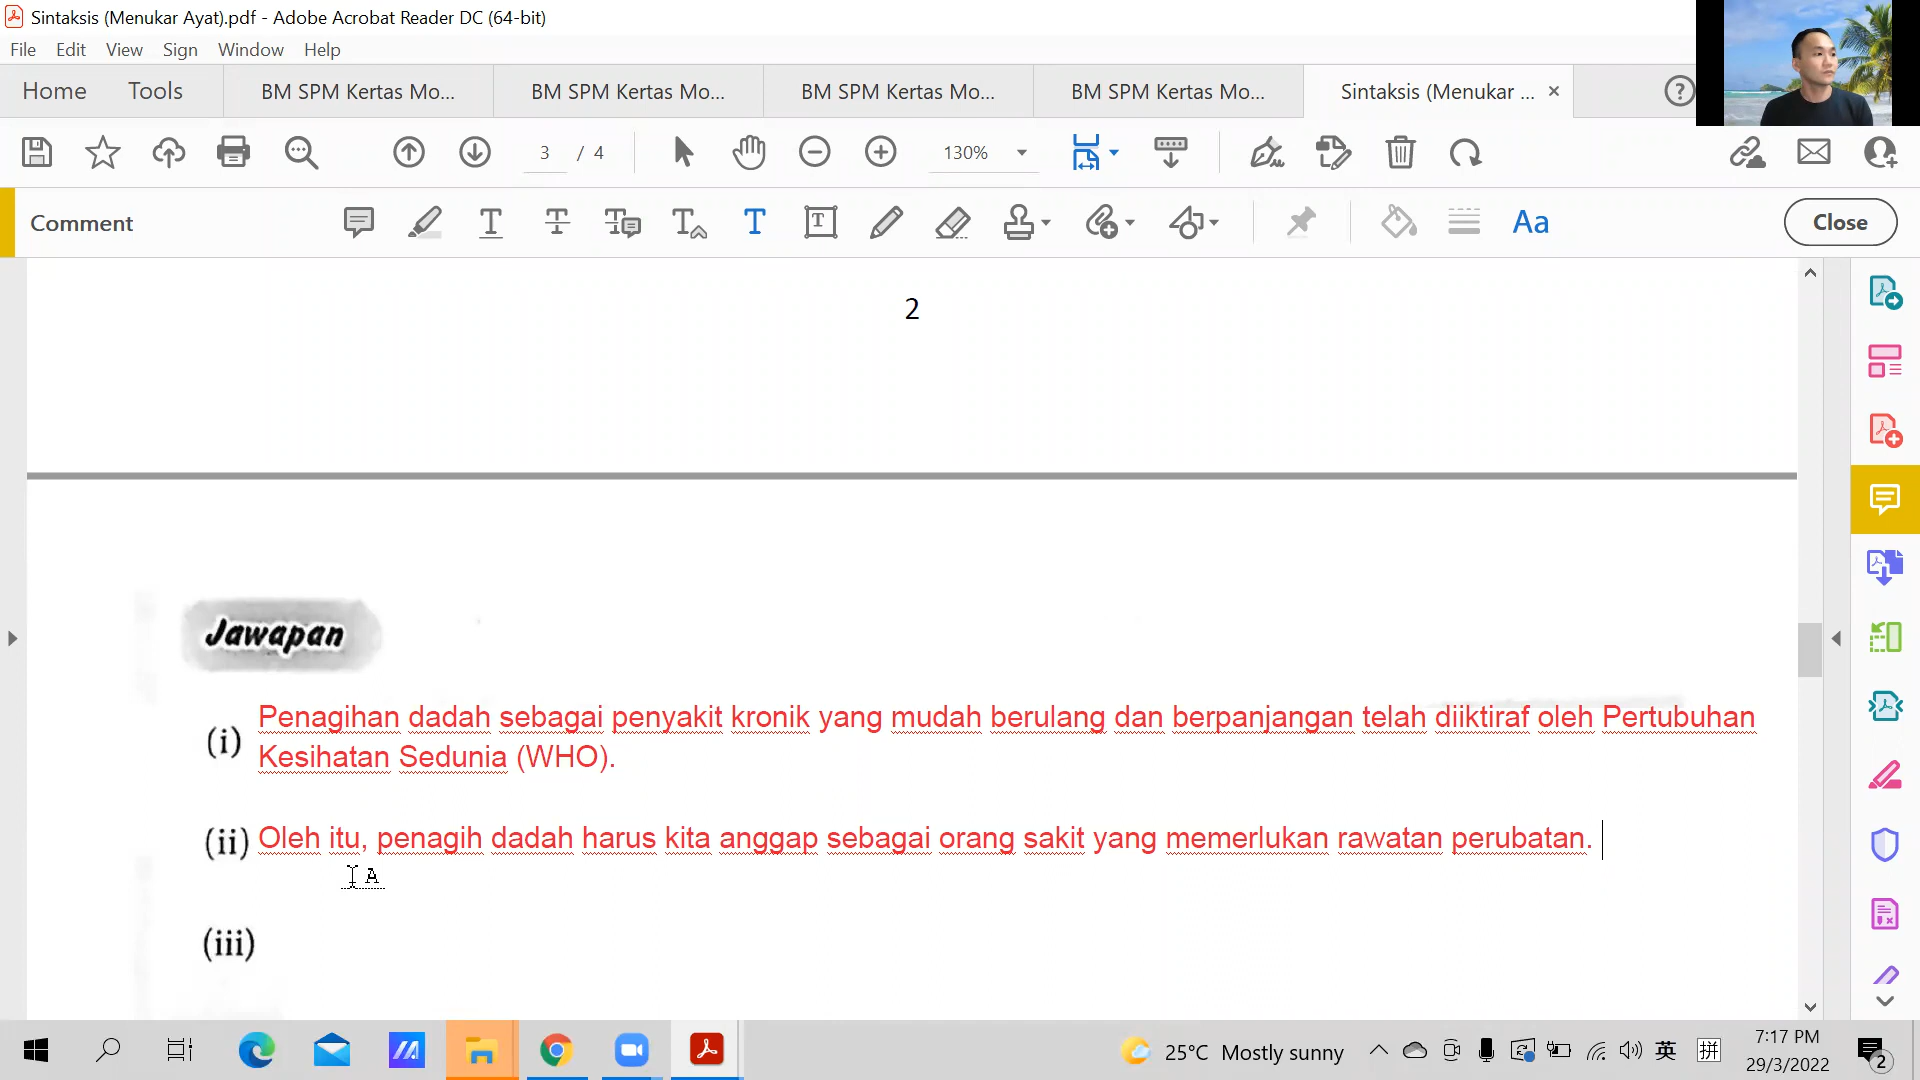 Sintaksis (Menukar Ayat).pdf - Adobe Acrobat Reader DC (64-bit)
File Edit View Sign Window Help
Home Tools BM SPM Kertas Mo... BM SPM Kertas Mo... BM SPM Kertas Mo... BM SPM Kertas Mo... Sintaksis (Menukar ... × ?
3 / 4 130%
Comment T T T T T T Aa Close
2
Jawapan
(i) Penagihan dadah sebagai penyakit kronik yang mudah berulang dan berpanjangan telah diiktiraf oleh Pertubuhan
Kesihatan Sedunia (WHO).
(ii) Oleh itu, penagih dadah harus kita anggap sebagai orang sakit yang memerlukan rawatan perubatan.
A
(iii)
25°C Mostly sunny 英 拼 7:17 PM
29/3/2022 2